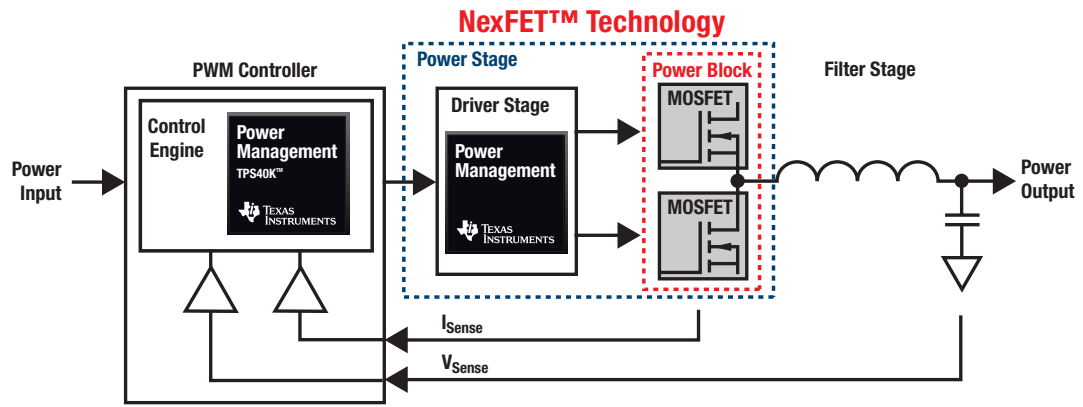 NexFET™ Technology
PWM Controller
Power Stage
Power Block
Filter Stage
Power
Input
Control
Engine
Power
Management
TPS40K™
TEXAS
INSTRUMENTS
Driver Stage
Power
Management
TEXAS
INSTRUMENTS
MOSFET
MOSFET
Power
Output
ISense
VSense